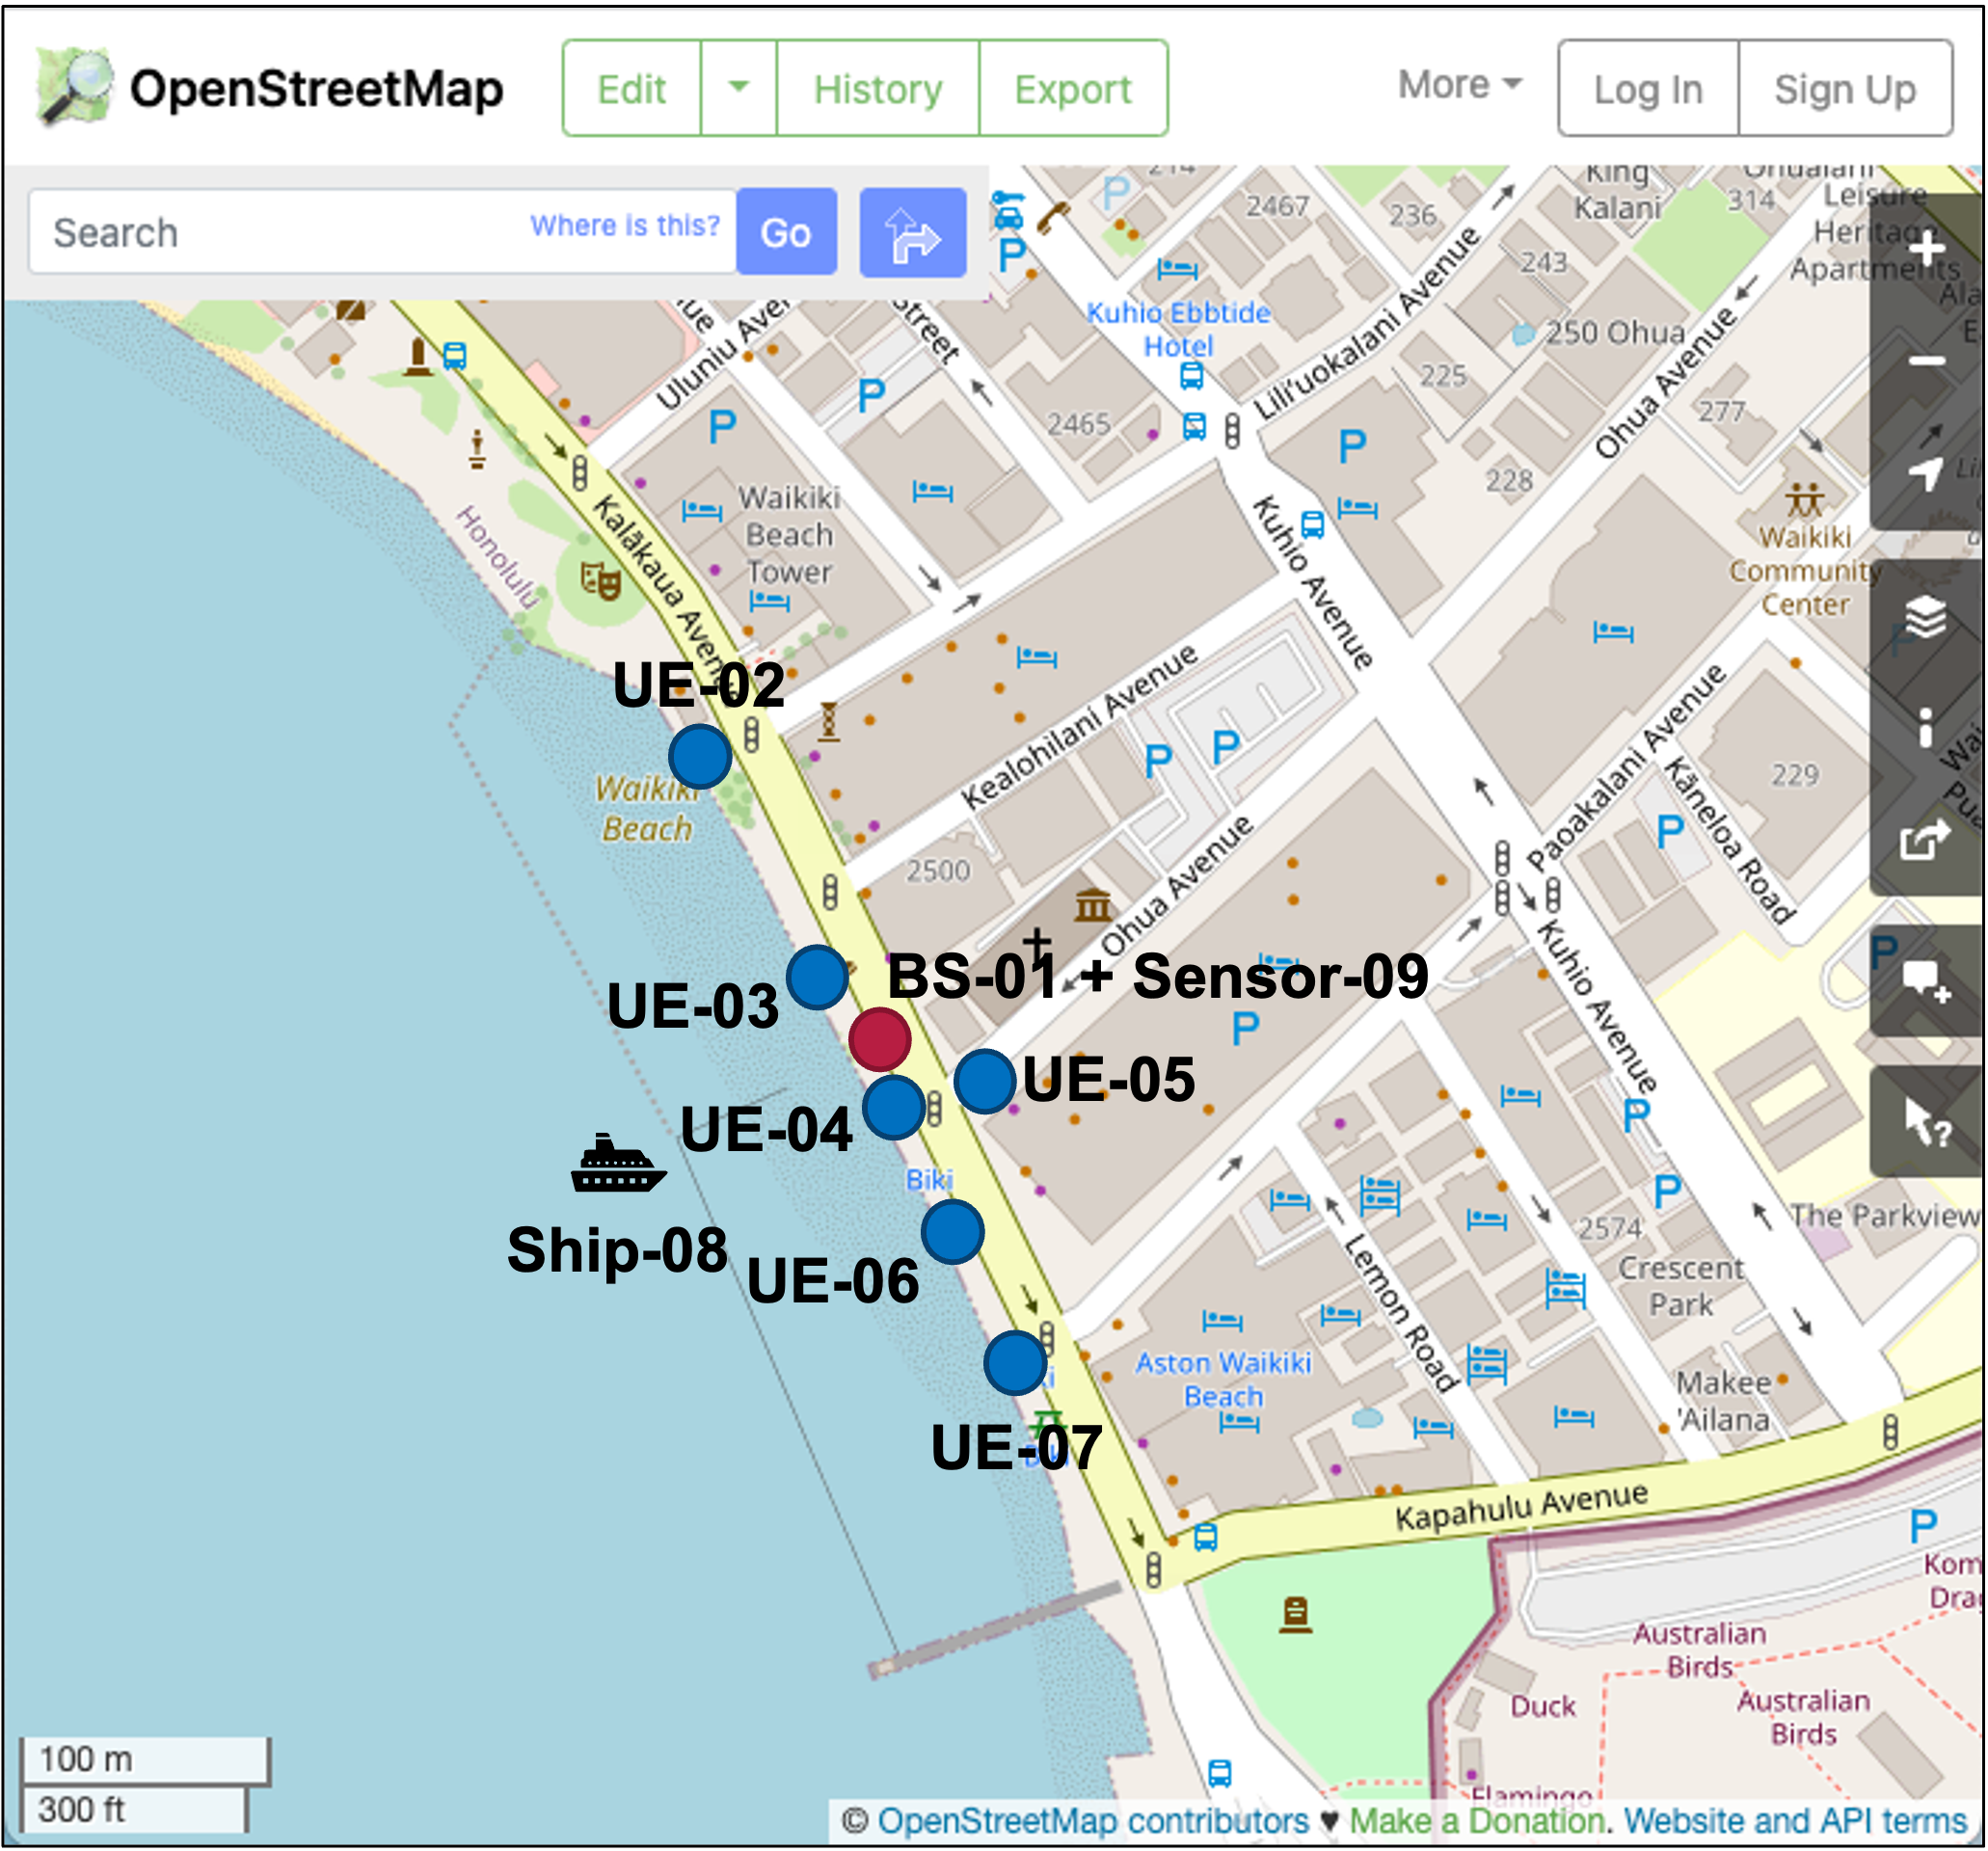 OpenStreetMap
Edit
History
Export
More
Log In
Sign Up
Search
Where is this?
Go
2467
236
King
Kalani
314
Leisure
Heritage
Apartments
243
Kuhio Ebbtide
Hotel
Lili'uokalani Avenue
250 Ohua
Ohua Avenue
225
277
Uluniu
Street
2465
228
Waikiki
Beach
Tower
Honolulu
Kalākaua Avenue
Kuhio Avenue
Waikiki
Community
Center
UE-02
Waikiki
Beach
Kealohilani Avenue
Paoakalani Avenue
Kāneloa Road
229
2500
Ohua Avenue
UE-03
BS-01 + Sensor-09
Kuhio Avenue
UE-05
UE-04
Biki
Ship-08
UE-06
2574
The Parkview
Crescent
Park
Lemon Road
Aston Waikiki
Beach
Makee
'Ailana
UE-07
Kapahulu Avenue
Australian
Birds
Duck
Australian
Birds
Flamingo
100 m
300 ft
© OpenStreetMap contributors ♥ Make a Donation. Website and API terms